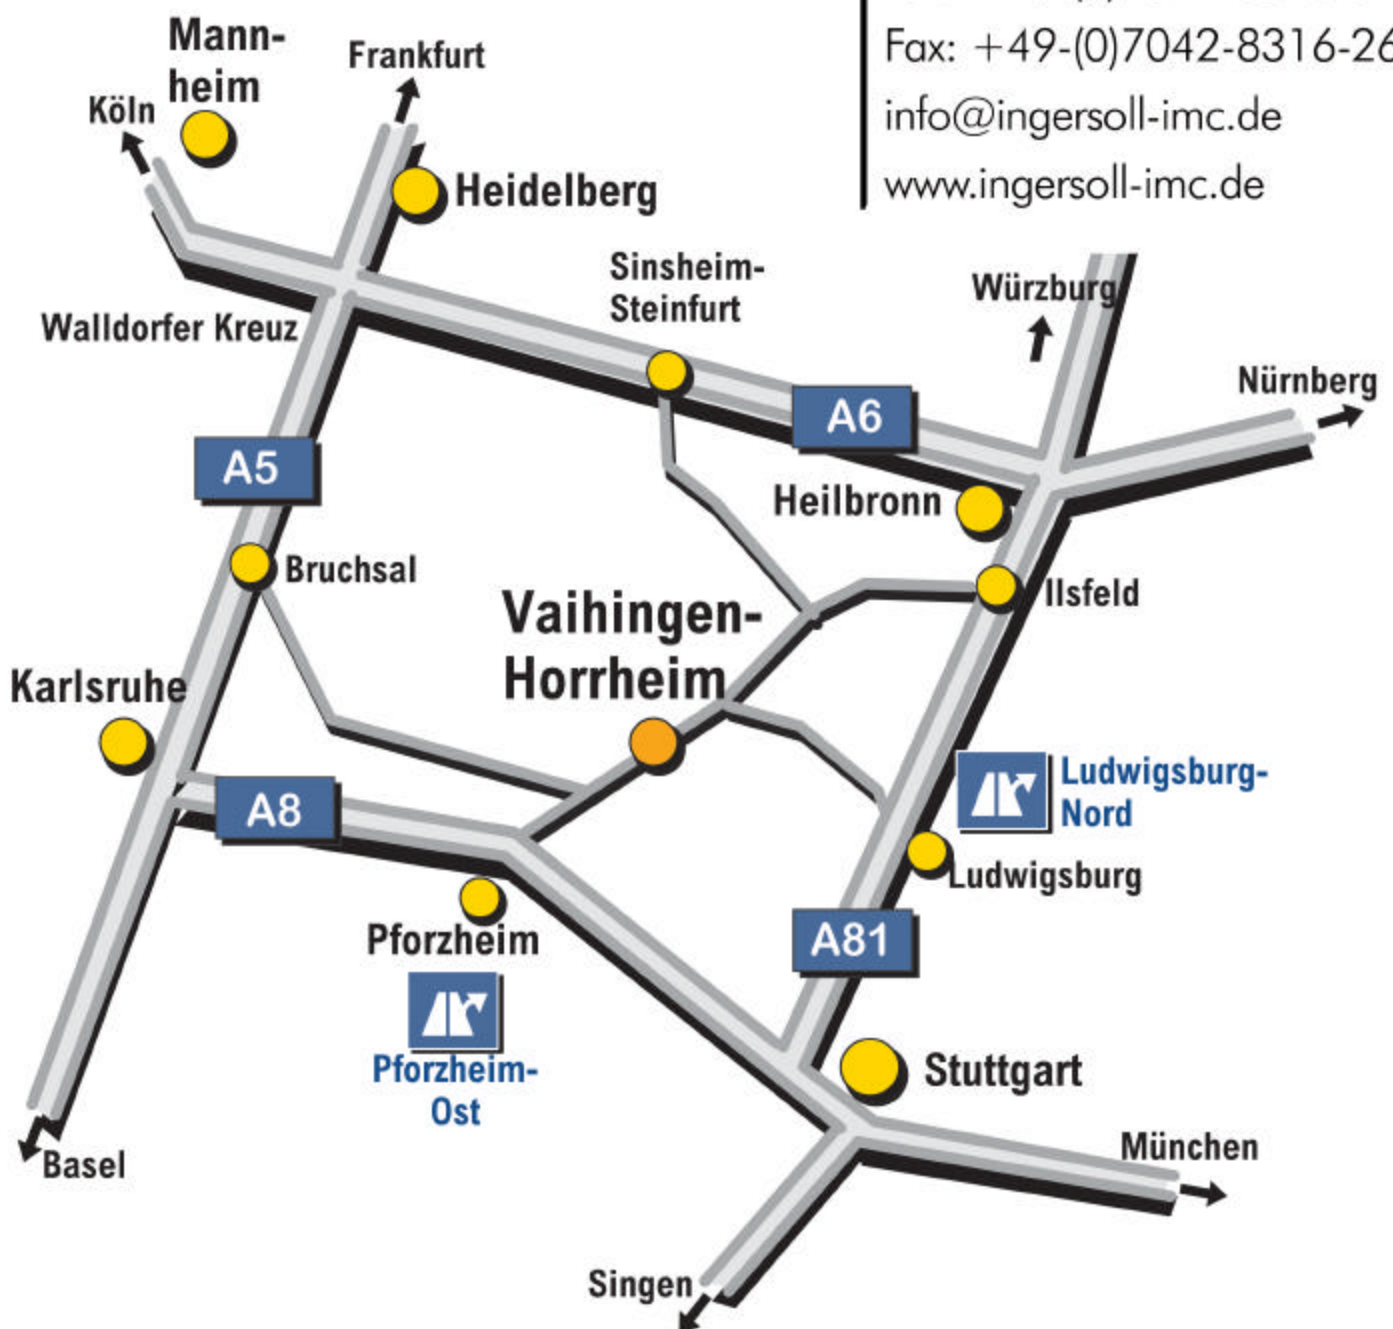 Fax: +49-(0)7042-8316-26
info@ingersoll-imc.de
www.ingersoll-imc.de
Mann-
heim
Frankfurt
Köln
Heidelberg
Sinsheim-
Steinfurt
Würzburg
Walldorfer Kreuz
Nürnberg
A6
A5
Heilbronn
Bruchsal
Ilsfeld
Vaihingen-
Horrheim
Karlsruhe
Ludwigsburg-
Nord
A8
Ludwigsburg
Pforzheim
A81
Pforzheim-
Ost
Stuttgart
Basel
München
Singen